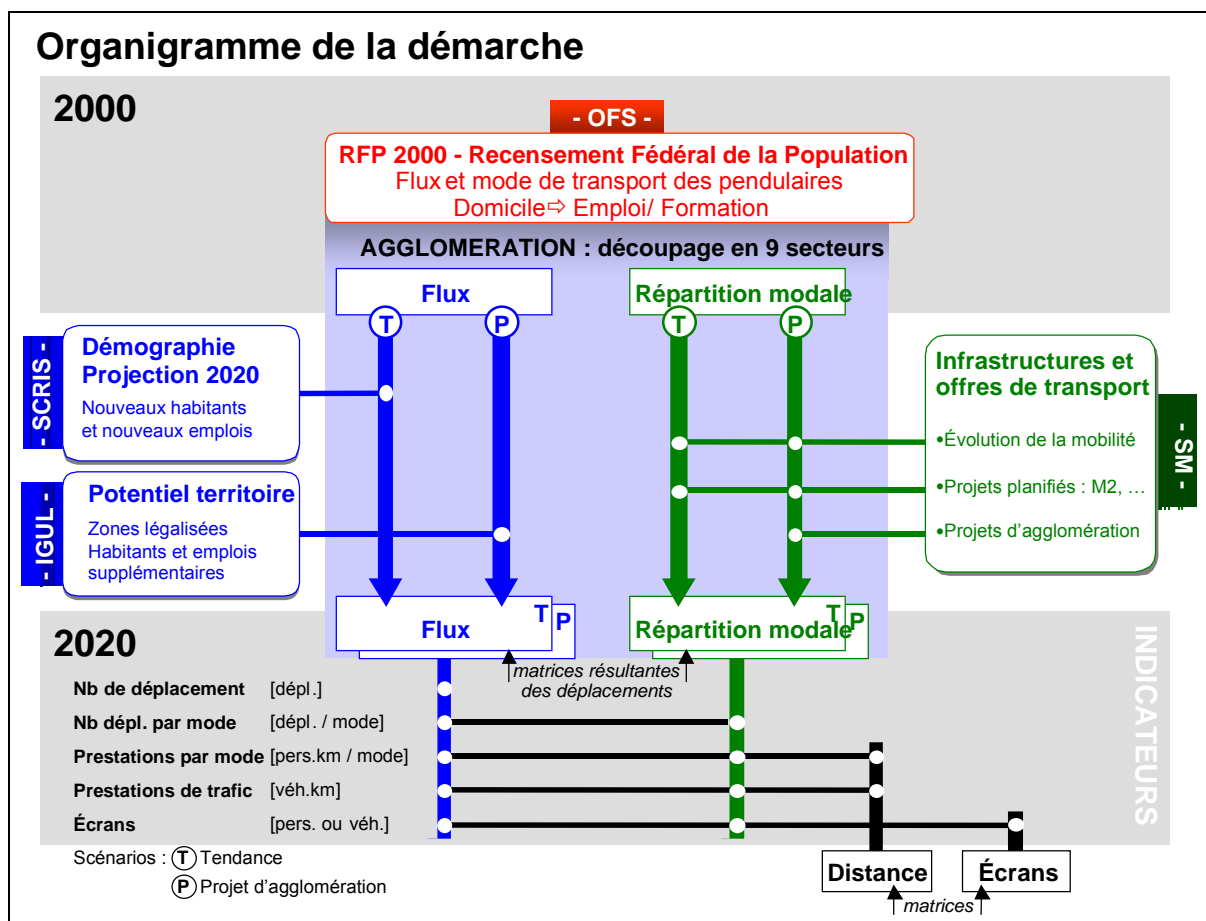 Organigramme de la démarche
2000
- OFS -
RFP 2000 - Recensement Fédéral de la Population
Flux et mode de transport des pendulaires
Domicile⇨ Emploi/ Formation
AGGLOMERATION : découpage en 9 secteurs
Flux
Répartition modale
T
P
T
P
- SCRIS -
Démographie
Projection 2020
Nouveaux habitants
et nouveaux emplois
- IGUL -
Potentiel territoire
Zones légalisées
Habitants et emplois
supplémentaires
Infrastructures et
offres de transport
•Évolution de la mobilité
•Projets planifiés : M2, ...
•Projets d'agglomération
- SM -
2020
Flux
T
P
Répartition modale
T
P
matrices résultantes
des déplacements
INDICATEURS
Nb de déplacement [dépl.]
Nb dépl. par mode [dépl. / mode]
Prestations par mode [pers.km / mode]
Prestations de trafic [véh.km]
Écrans [pers. ou véh.]
Scénarios : T Tendance
P Projet d'agglomération
Distance
Écrans
matrices